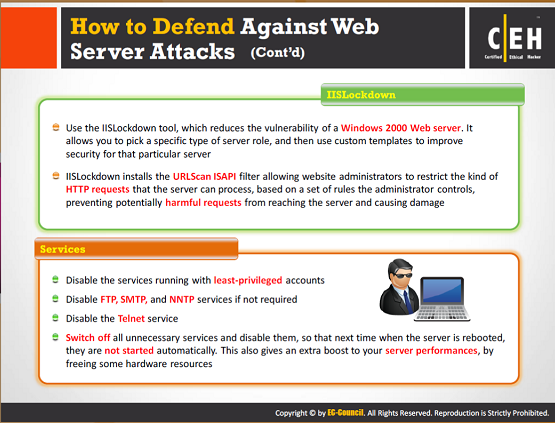 How to Defend Against Web
Server Attacks (Cont'd)
C|EH
Certified Ethical Hacker
IISLockdown
Use the IISLockdown tool, which reduces the vulnerability of a Windows 2000 Web server. It
allows you to pick a specific type of server role, and then use custom templates to improve
security for that particular server
IISLockdown installs the URLScan ISAPI filter allowing website administrators to restrict the kind of
HTTP requests that the server can process, based on a set of rules the administrator controls,
preventing potentially harmful requests from reaching the server and causing damage
Services
Disable the services running with least-privileged accounts
Disable FTP, SMTP, and NNTP services if not required
Disable the Telnet service
Switch off all unnecessary services and disable them, so that next time when the server is rebooted,
they are not started automatically. This also gives an extra boost to your server performances, by
freeing some hardware resources
Copyright © by EC-Council. All Rights Reserved. Reproduction is Strictly Prohibited.